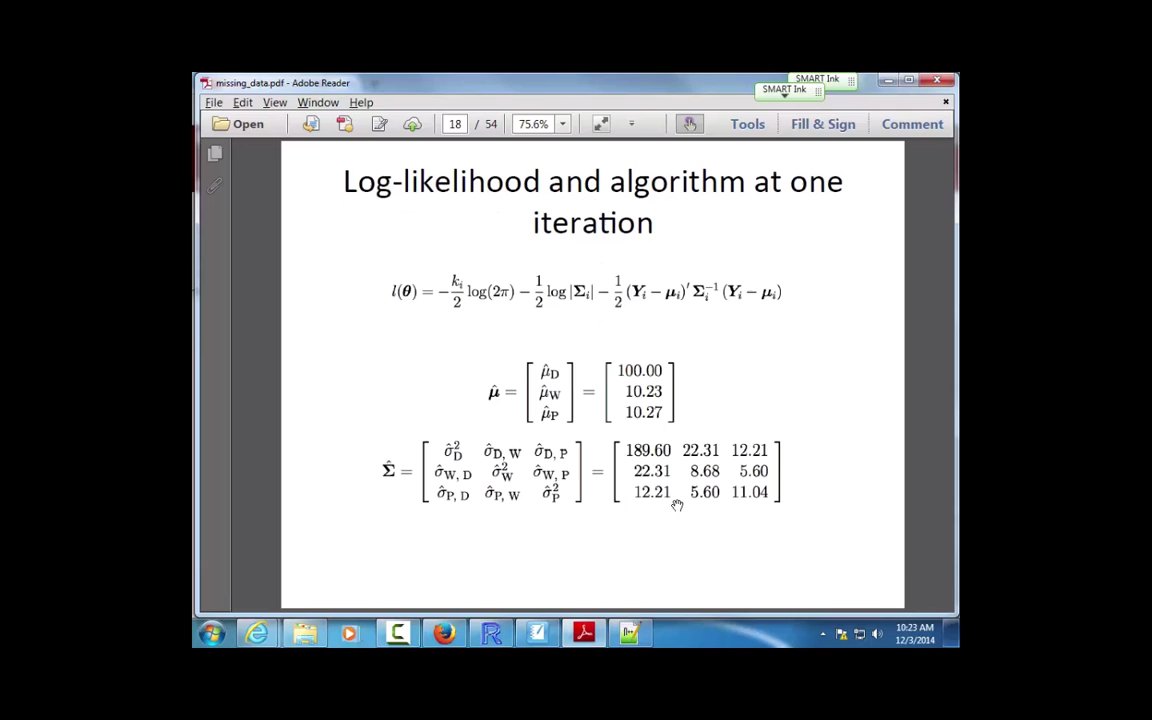 SMART Ink
missing_data.pdf - Adobe Reader
SMART Ink
File Edit View Window Help
Open 18 / 54 75.6% Tools Fill & Sign Comment
Log-likelihood and algorithm at one
iteration
l(θ) = −k_i/2 log(2π) − 1/2 log |Σ_i| − 1/2 (Y_i − μ_i)′ Σ_i^−1 (Y_i − μ_i)
μ̂ = [ μ̂_D ; μ̂_W ; μ̂_P ] = [ 100.00 ; 10.23 ; 10.27 ]
Σ̂ = [ σ̂²_D σ̂_D, W σ̂_D, P ; σ̂_W, D σ̂²_W σ̂_W, P ; σ̂_P, D σ̂_P, W σ̂²_P ] = [ 189.60 22.31 12.21 ; 22.31 8.68 5.60 ; 12.21 5.60 11.04 ]
10:23 AM
12/3/2014